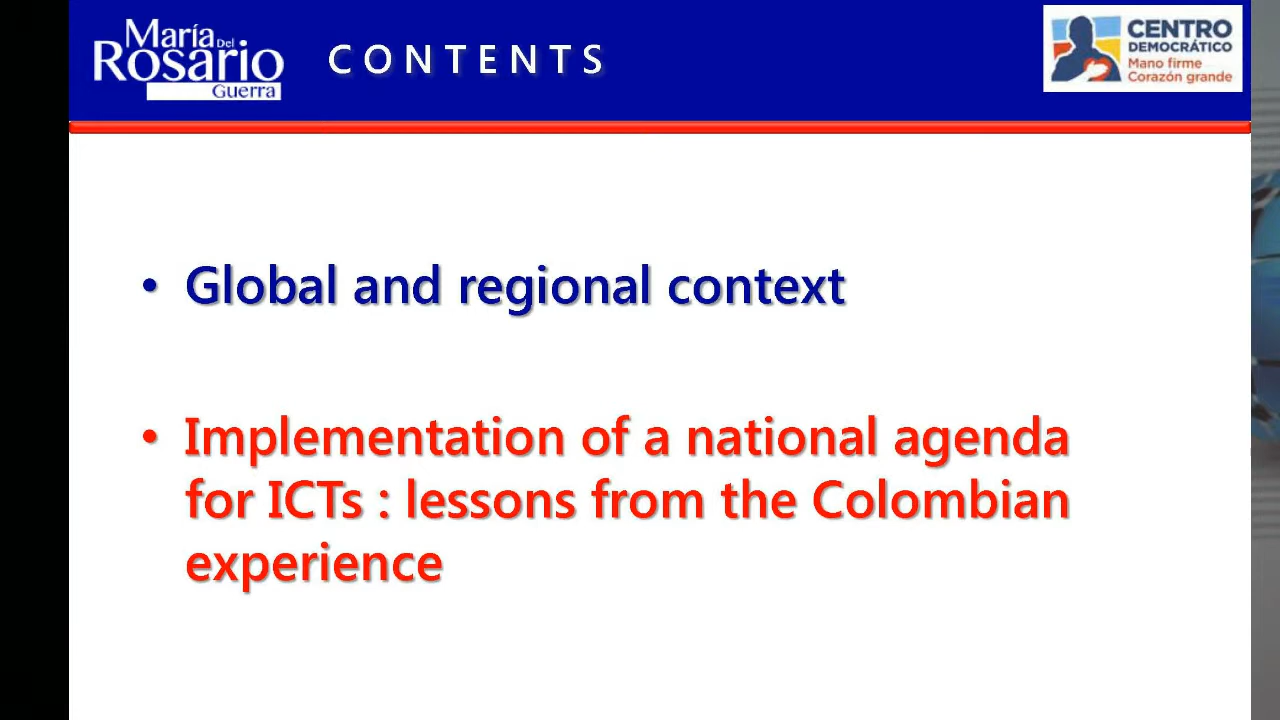 María Del
Rosario
Guerra
CONTENTS
CENTRO
DEMOCRÁTICO
Mano firme
Corazón grande
• Global and regional context
• Implementation of a national agenda
for ICTs : lessons from the Colombian
experience